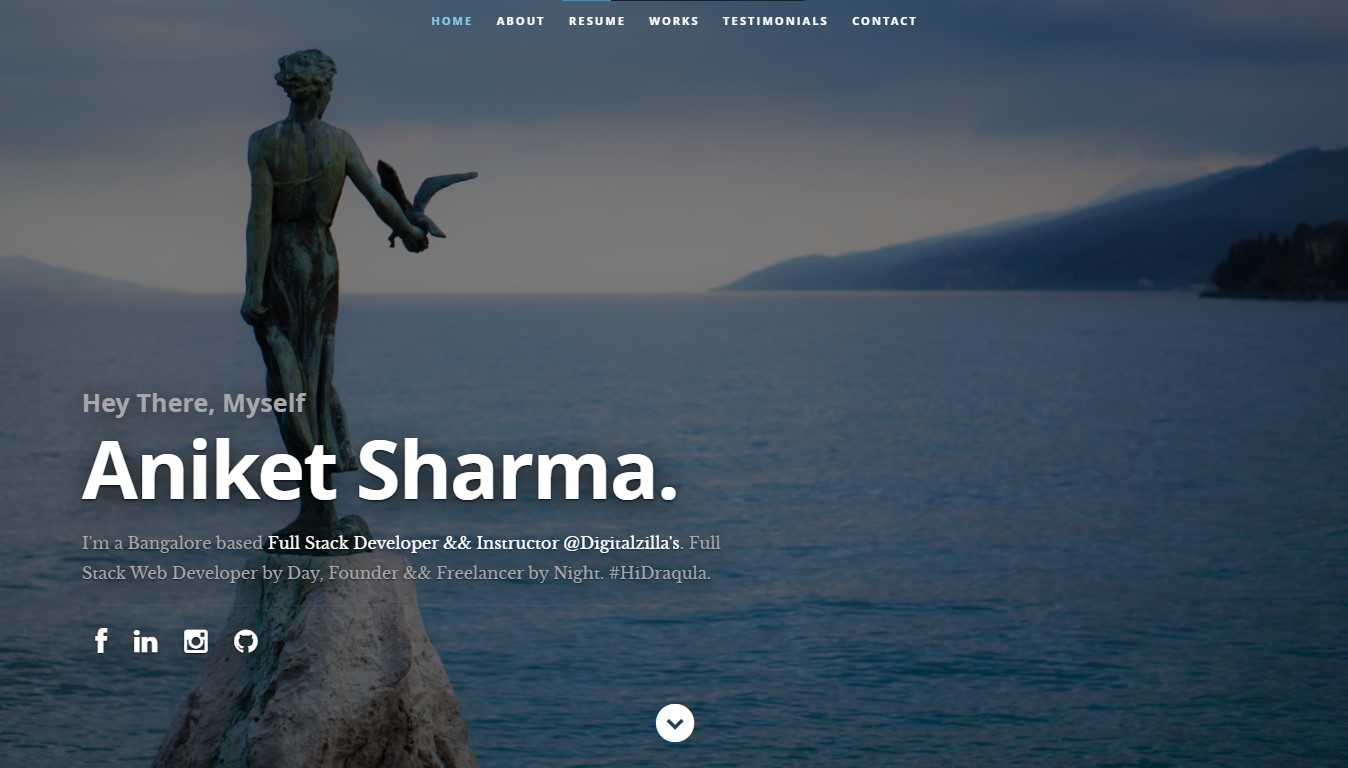 HOME ABOUT RESUME WORKS TESTIMONIALS CONTACT
Hey There, Myself
Aniket Sharma.
I'm a Bangalore based Full Stack Developer && Instructor @Digitalzilla's. Full
Stack Web Developer by Day, Founder && Freelancer by Night. #HiDraqula.